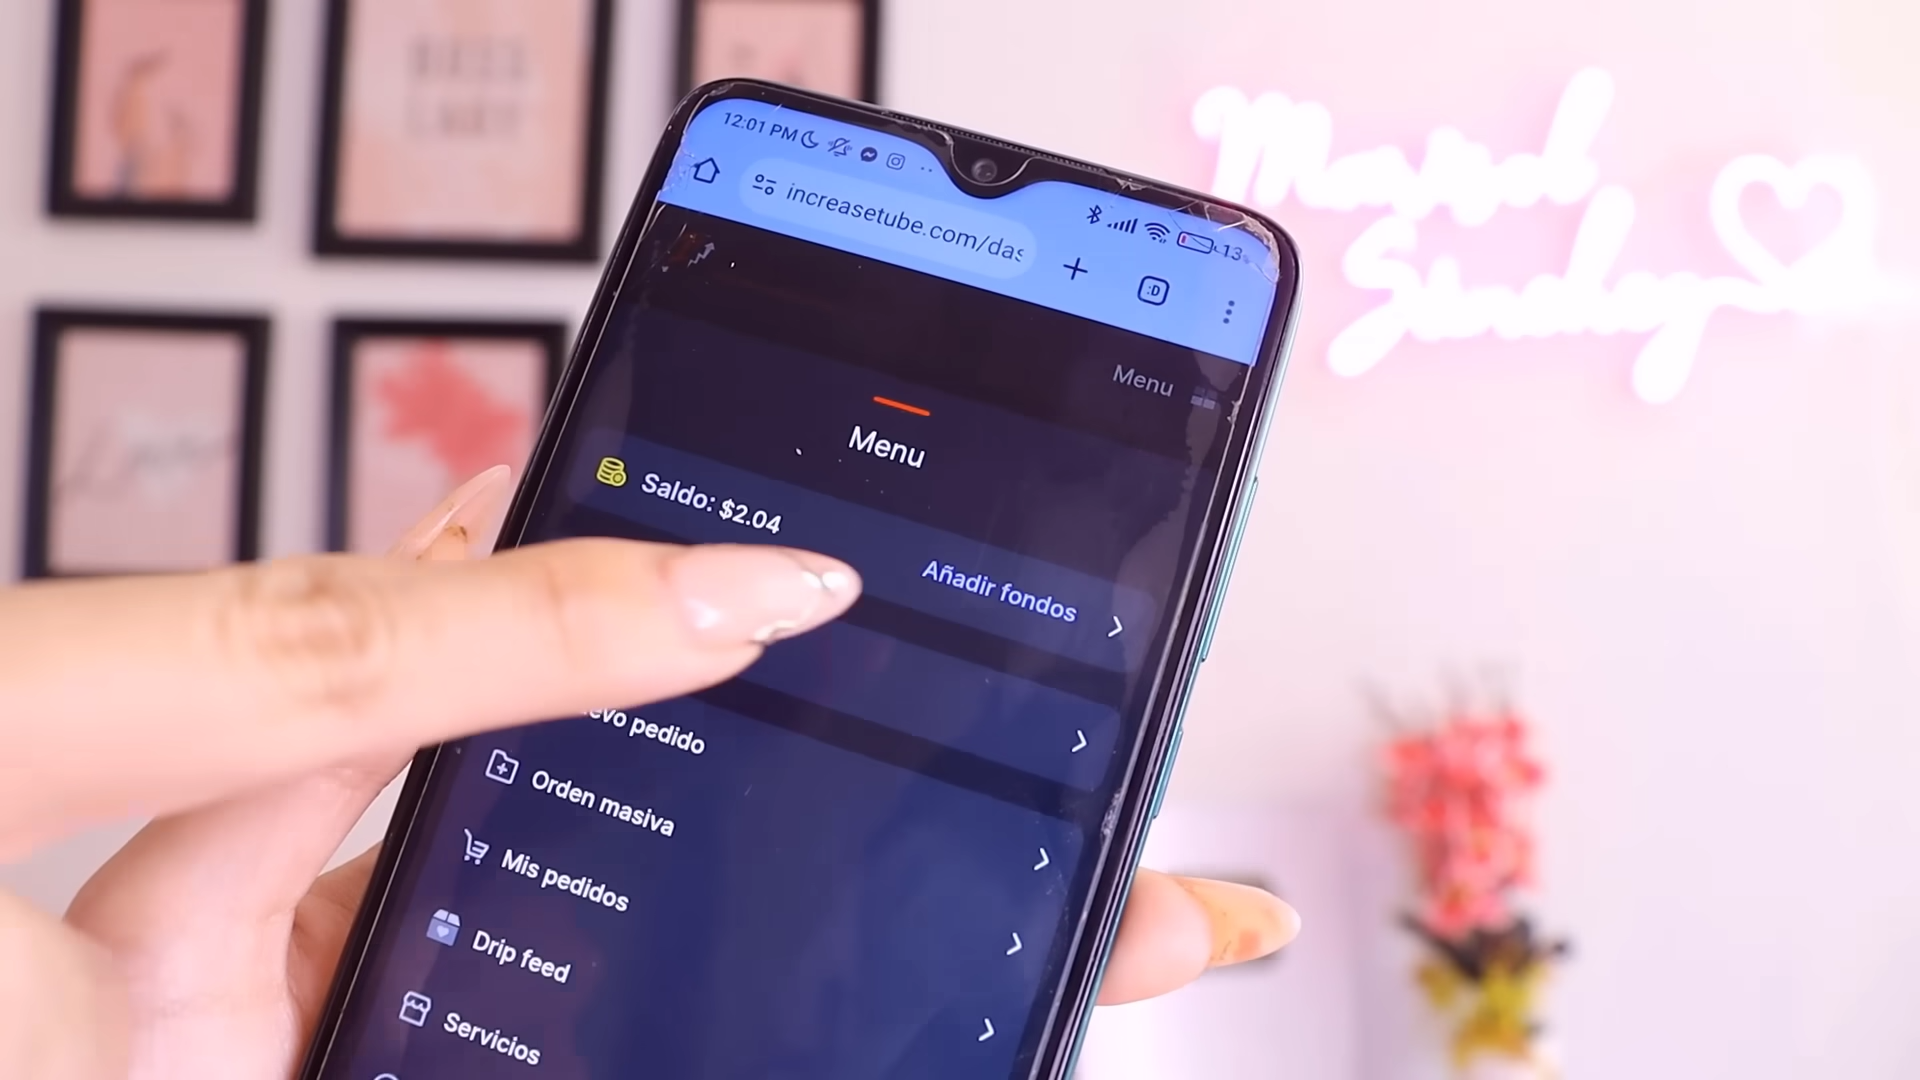 12:01 PM
13
increasetube.com/das
:D
Menu
Menu
Saldo: $2.04
Añadir fondos
evo pedido
Orden masiva
Mis pedidos
Drip feed
Servicios